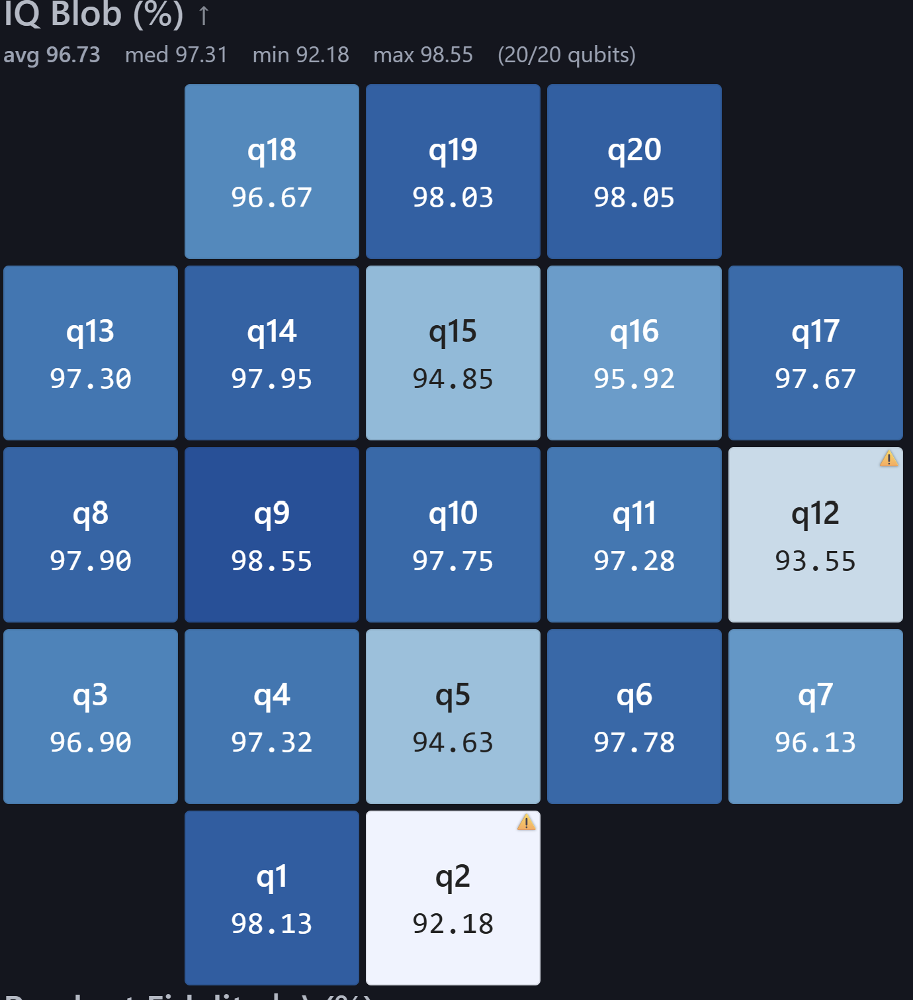 IQ Blob (%) ↑
avg 96.73 med 97.31 min 92.18 max 98.55 (20/20 qubits)
q18 q19 q20
96.67 98.03 98.05
q13 q14 q15 q16 q17
97.30 97.95 94.85 95.92 97.67
q8 q9 q10 q11 q12
97.90 98.55 97.75 97.28 93.55
q3 q4 q5 q6 q7
96.90 97.32 94.63 97.78 96.13
q1 q2
98.13 92.18